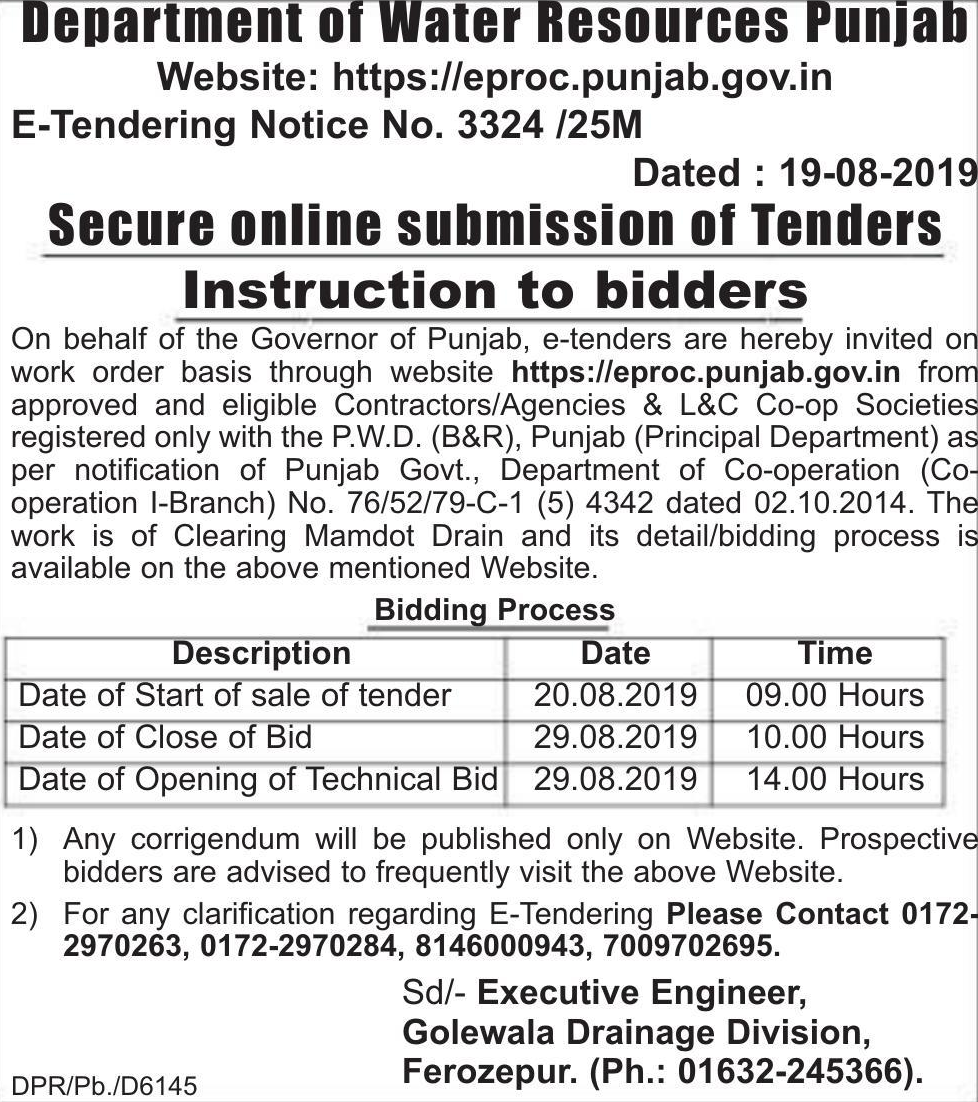 Department of Water Resources Punjab
Website: https://eproc.punjab.gov.in
E-Tendering Notice No. 3324 /25M
Dated : 19-08-2019
Secure online submission of Tenders
Instruction to bidders
On behalf of the Governor of Punjab, e-tenders are hereby invited on
work order basis through website https://eproc.punjab.gov.in from
approved and eligible Contractors/Agencies & L&C Co-op Societies
registered only with the P.W.D. (B&R), Punjab (Principal Department) as
per notification of Punjab Govt., Department of Co-operation (Co-
operation I-Branch) No. 76/52/79-C-1 (5) 4342 dated 02.10.2014. The
work is of Clearing Mamdot Drain and its detail/bidding process is
available on the above mentioned Website.
Bidding Process
Description Date Time
Date of Start of sale of tender 20.08.2019 09.00 Hours
Date of Close of Bid 29.08.2019 10.00 Hours
Date of Opening of Technical Bid 29.08.2019 14.00 Hours
1) Any corrigendum will be published only on Website. Prospective
bidders are advised to frequently visit the above Website.
2) For any clarification regarding E-Tendering Please Contact 0172-
2970263, 0172-2970284, 8146000943, 7009702695.
Sd/- Executive Engineer,
Golewala Drainage Division,
Ferozepur. (Ph.: 01632-245366).
DPR/Pb./D6145